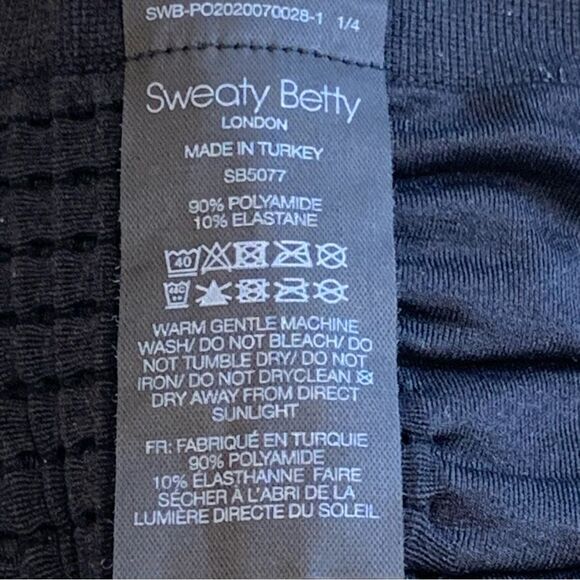 SWB-PO2020070028-1 1/4
Sweaty Betty
LONDON
MADE IN TURKEY
SB5077
90% POLYAMIDE
10% ELASTANE
40
WARM GENTLE MACHINE
WASH/ DO NOT BLEACH/ DO
NOT TUMBLE DRY/ DO NOT
IRON/ DO NOT DRYCLEAN
DRY AWAY FROM DIRECT
SUNLIGHT
FR: FABRIQUÉ EN TURQUIE
90% POLYAMIDE
10% ÉLASTHANNE FAIRE
SÉCHER À L'ABRI DE LA
LUMIÈRE DIRECTE DU SOLEIL